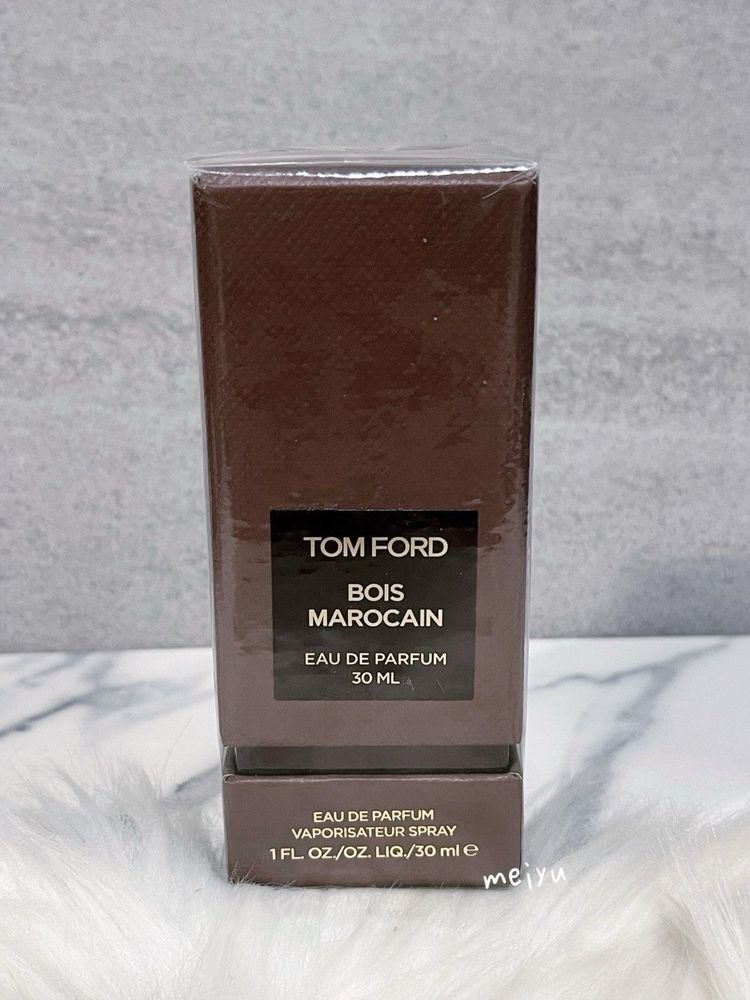 TOM FORD
BOIS
MAROCAIN
EAU DE PARFUM
30 ML
EAU DE PARFUM
VAPORISATEUR SPRAY
1 FL. OZ./OZ. LIQ./30 ml ℮
meiyu